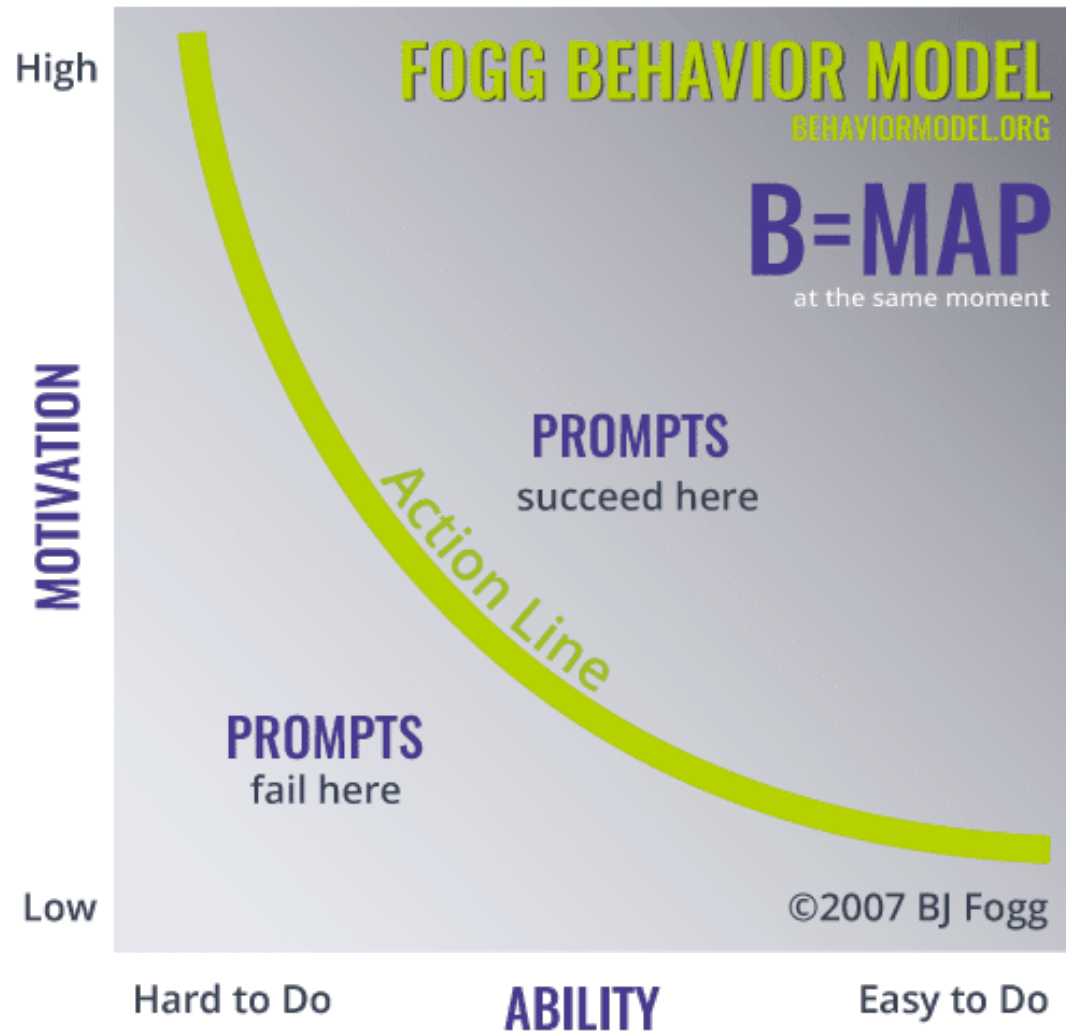 High
FOGG BEHAVIOR MODEL
BEHAVIORMODEL.ORG
B=MAP
at the same moment
MOTIVATION
PROMPTS
succeed here
Action Line
PROMPTS
fail here
Low
©2007 BJ Fogg
Hard to Do
ABILITY
Easy to Do